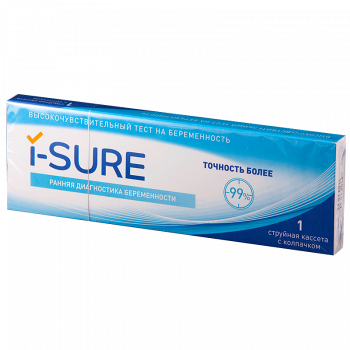 ВЫСОКОЧУВСТВИТЕЛЬНЫЙ ТЕСТ НА БЕРЕМЕННОСТЬ
i-SURE
РАННЯЯ ДИАГНОСТИКА БЕРЕМЕННОСТИ
ТОЧНОСТЬ БОЛЕЕ
99%
1
струйная кассета
с колпачком